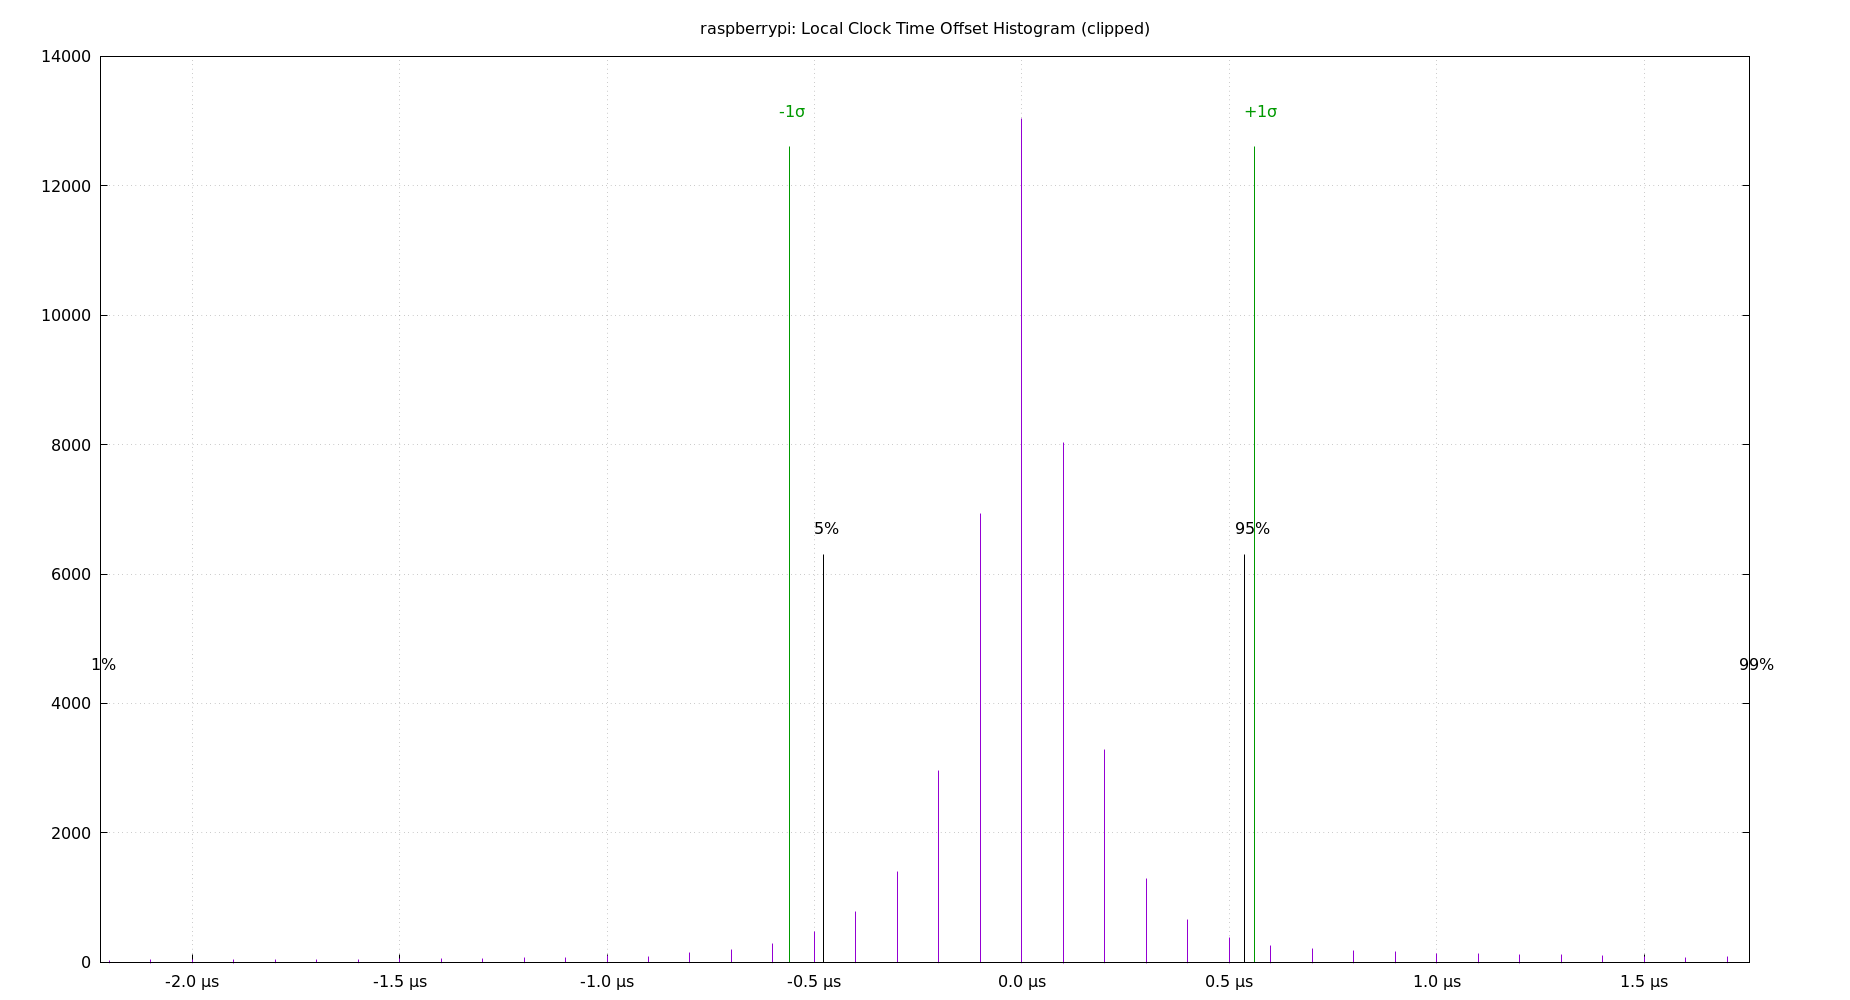 raspberrypi: Local Clock Time Offset Histogram (clipped)
14000
-1σ
+1σ
12000
10000
8000
5%
95%
6000
1%
99%
4000
2000
0
-2.0 µs
-1.5 µs
-1.0 µs
-0.5 µs
0.0 µs
0.5 µs
1.0 µs
1.5 µs